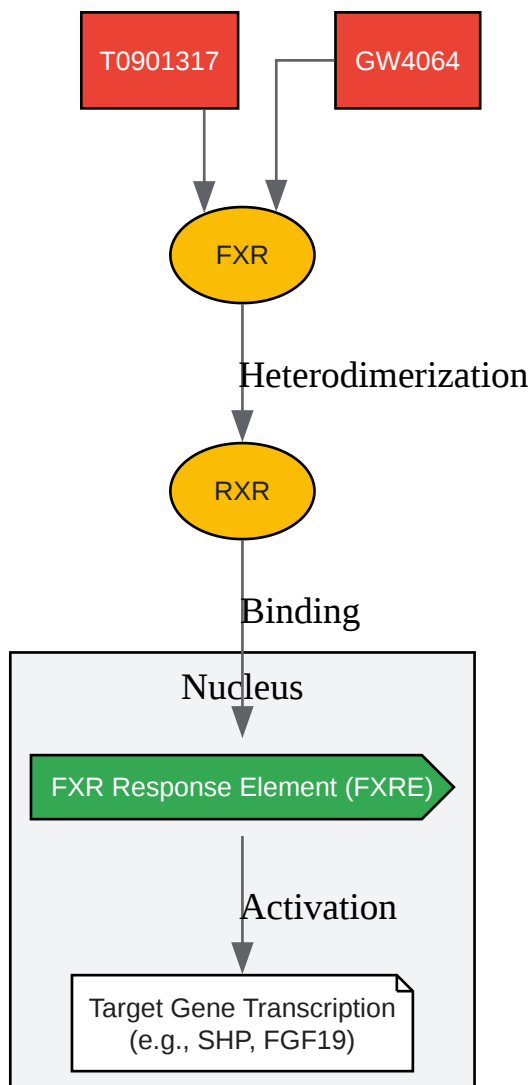 T0901317
GW4064
FXR
Heterodimerization
RXR
Binding
Nucleus
FXR Response Element (FXRE)
Activation
Target Gene Transcription
(e.g., SHP, FGF19)